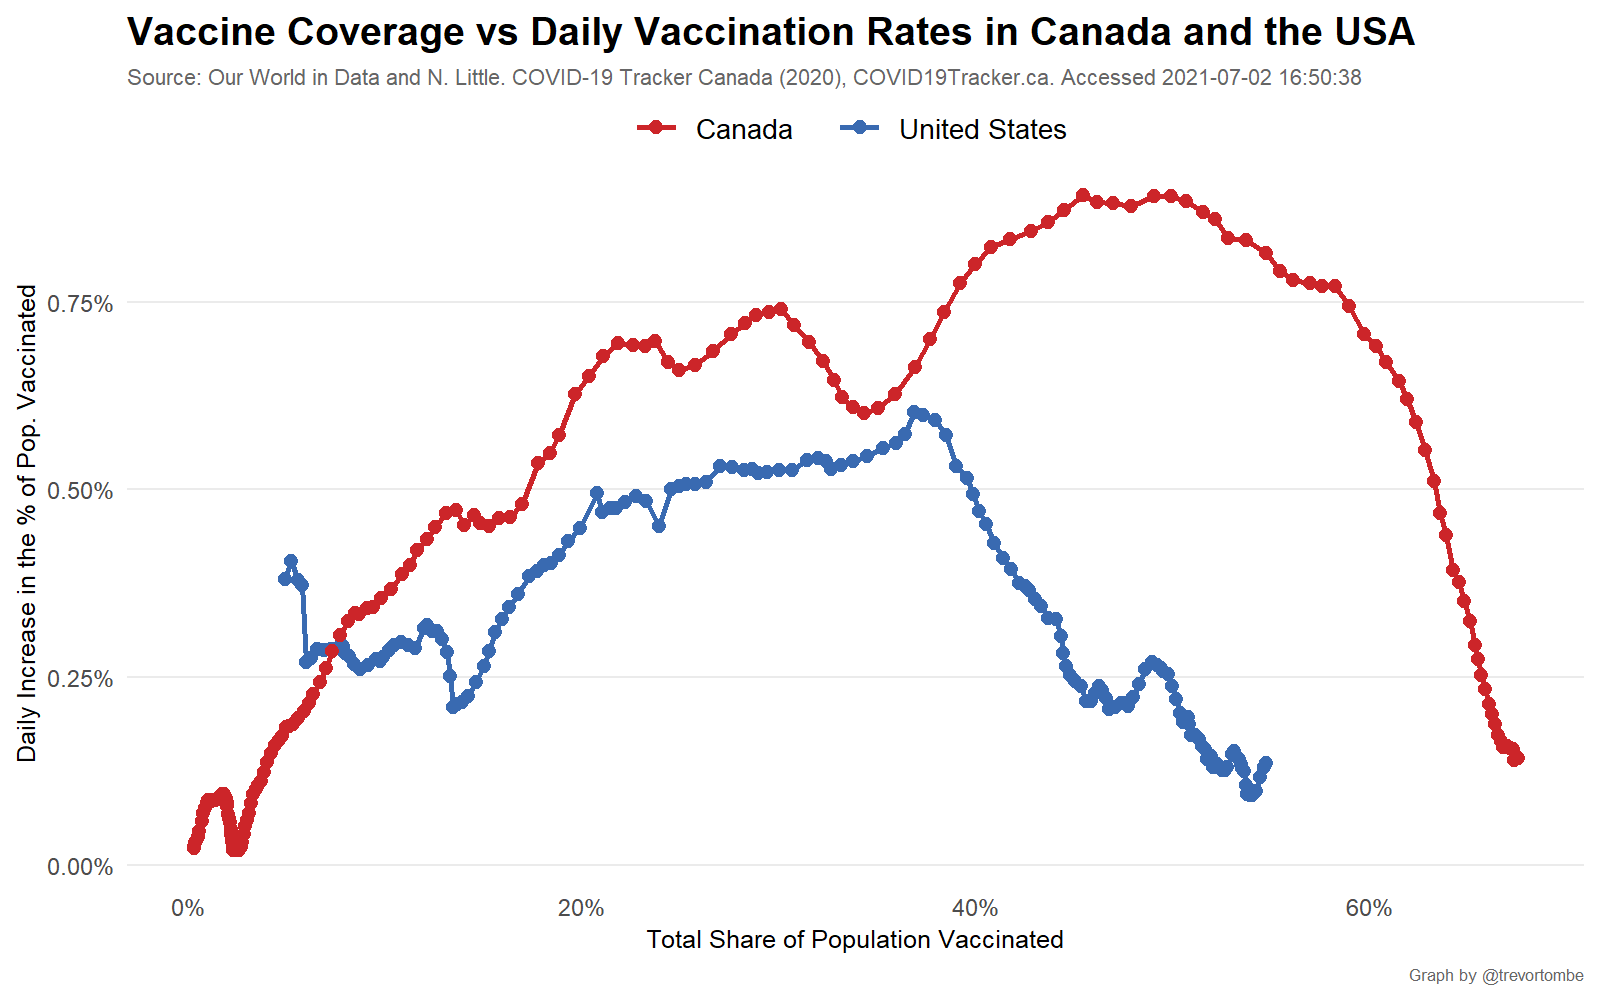 Vaccine Coverage vs Daily Vaccination Rates in Canada and the USA
Source: Our World in Data and N. Little. COVID-19 Tracker Canada (2020), COVID19Tracker.ca. Accessed 2021-07-02 16:50:38
Canada
United States
Daily Increase in the % of Pop. Vaccinated
0.75%
0.50%
0.25%
0.00%
0%
20%
40%
60%
Total Share of Population Vaccinated
Graph by @trevortombe